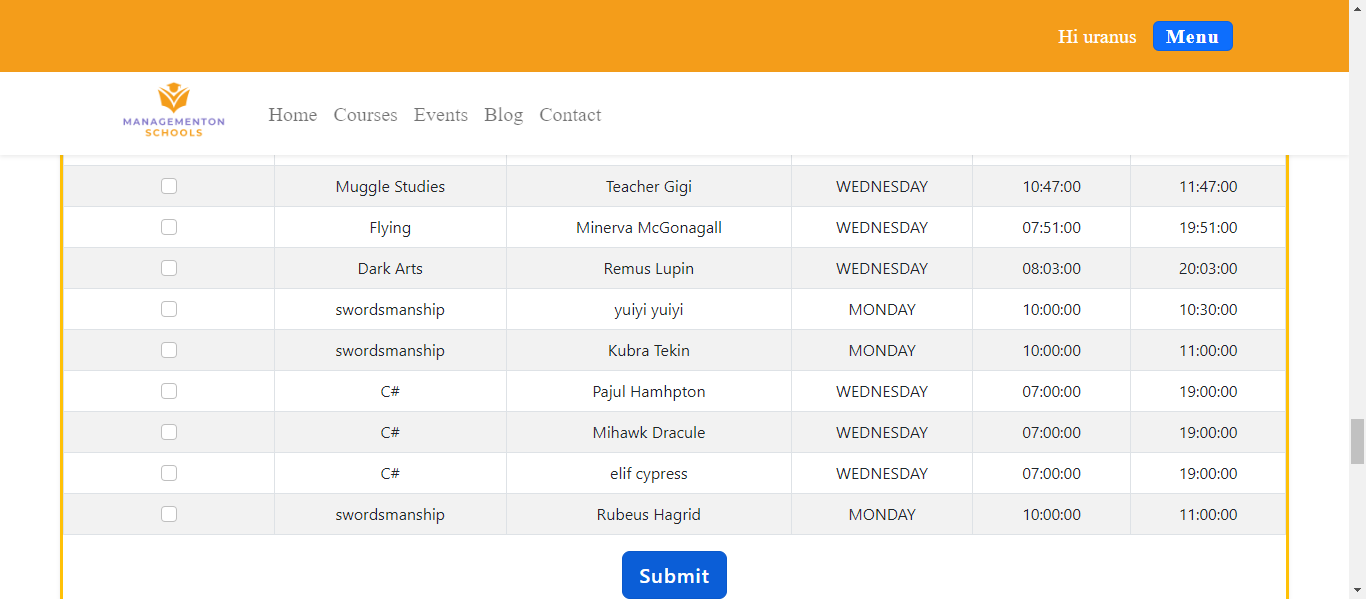 Hi uranus Menu
MANAGEMENTON
SCHOOLS
Home Courses Events Blog Contact
Muggle Studies Teacher Gigi WEDNESDAY 10:47:00 11:47:00
Flying Minerva McGonagall WEDNESDAY 07:51:00 19:51:00
Dark Arts Remus Lupin WEDNESDAY 08:03:00 20:03:00
swordsmanship yuiyi yuiyi MONDAY 10:00:00 10:30:00
swordsmanship Kubra Tekin MONDAY 10:00:00 11:00:00
C# Pajul Hamhpton WEDNESDAY 07:00:00 19:00:00
C# Mihawk Dracule WEDNESDAY 07:00:00 19:00:00
C# elif cypress WEDNESDAY 07:00:00 19:00:00
swordsmanship Rubeus Hagrid MONDAY 10:00:00 11:00:00
Submit